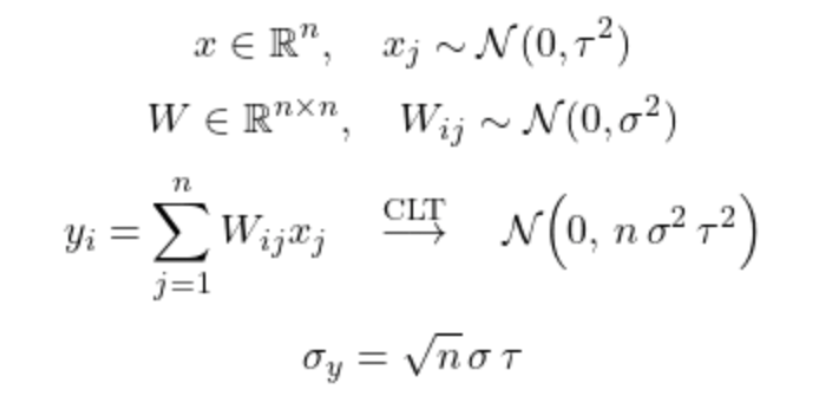 x ∈ ℝⁿ, xⱼ ∼ 𝒩(0, τ²)
W ∈ ℝⁿˣⁿ, Wᵢⱼ ∼ 𝒩(0, σ²)
yᵢ = ∑ⱼ₌₁ⁿ Wᵢⱼxⱼ CLT⟶ 𝒩(0, n σ² τ²)
σ_y = √n σ τ